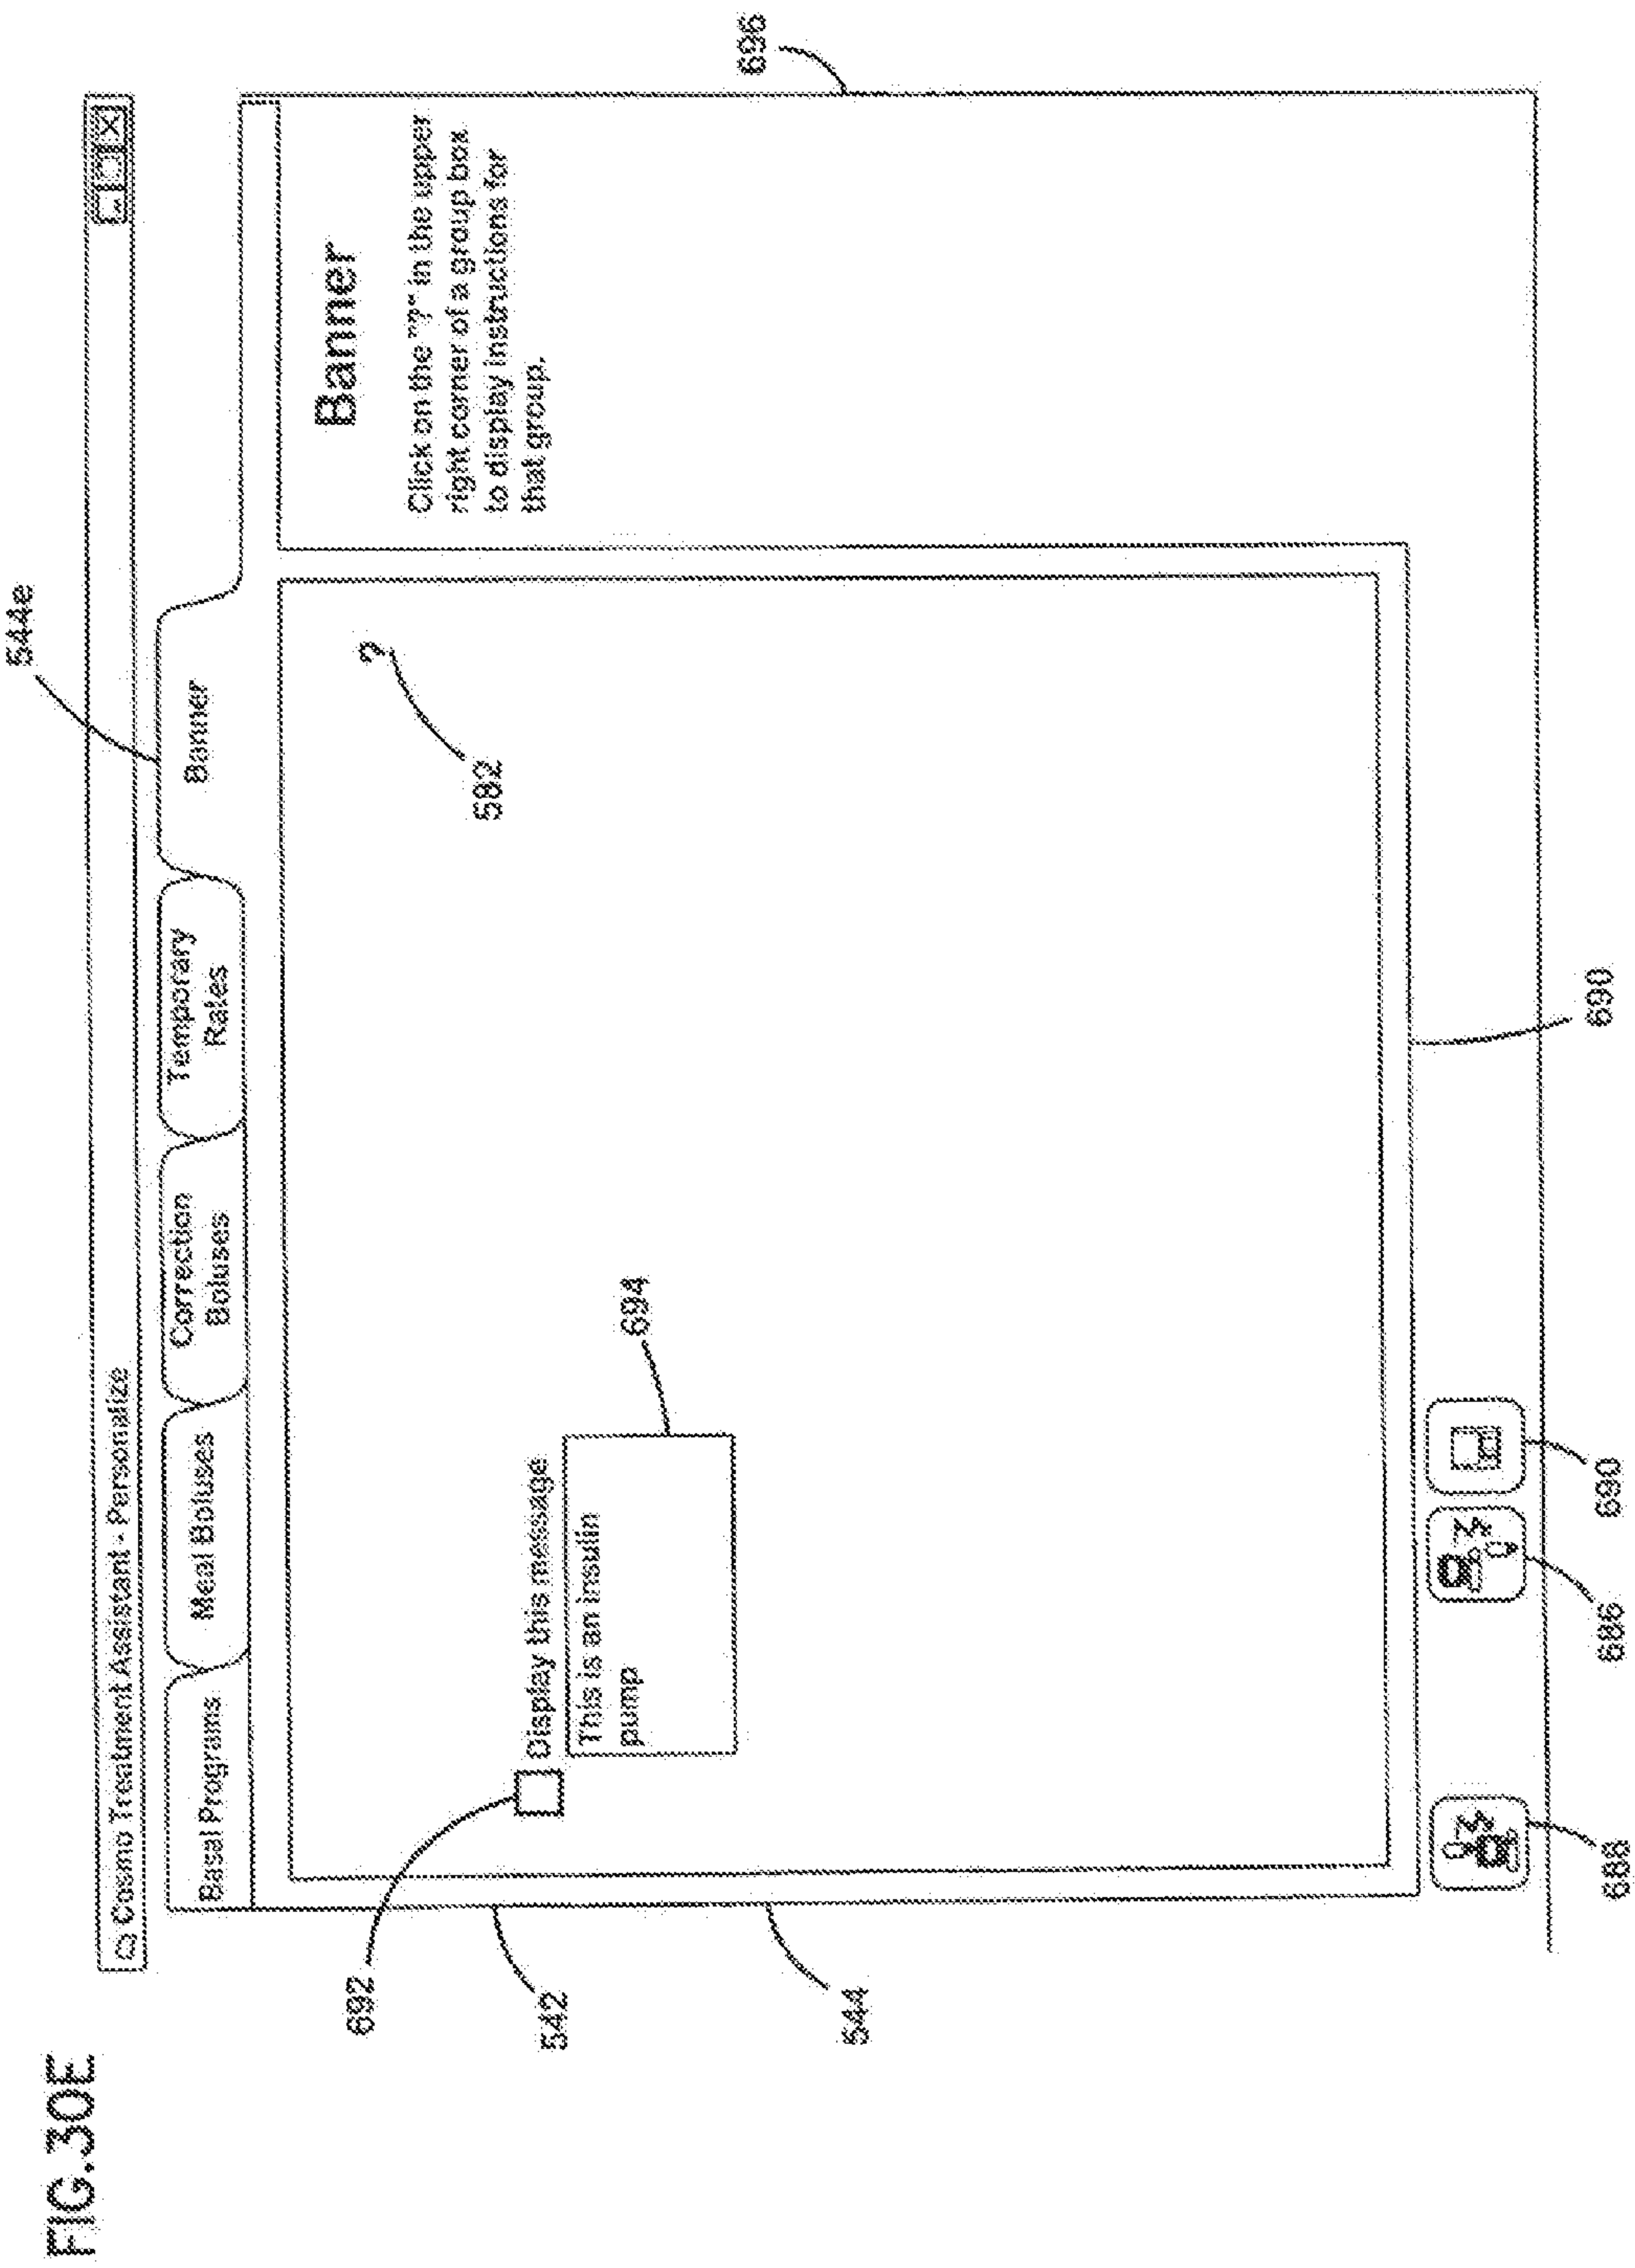 FIG.30E
Cosmo Treatment Assistant - Personalize
544e
Basal Programs
Meal Boluses
Correction
Boluses
Temporary
Rates
Banner
692
542
544
Display this message
This is an insulin
pump
694
?
582
Banner
Click on the "?" in the upper
right corner of a group box
to display instructions for
that group.
696
688
686
690
690